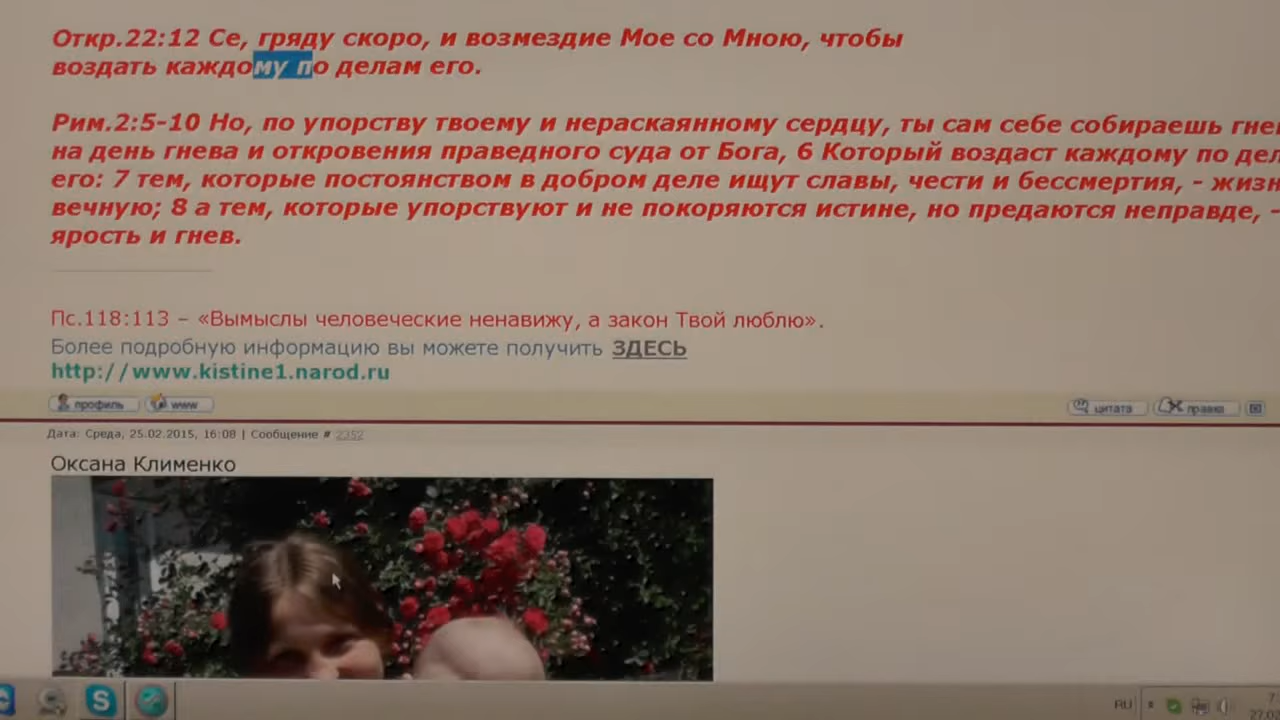 Откр.22:12 Се, гряду скоро, и возмездие Мое со Мною, чтобы
воздать каждому по делам его.
Рим.2:5-10 Но, по упорству твоему и нераскаянному сердцу, ты сам себе собираешь гне
на день гнева и откровения праведного суда от Бога, 6 Который воздаст каждому по дел
его: 7 тем, которые постоянством в добром деле ищут славы, чести и бессмертия, - жизн
вечную; 8 а тем, которые упорствуют и не покоряются истине, но предаются неправде, -
ярость и гнев.
Пс.118:113 – «Вымыслы человеческие ненавижу, а закон Твой люблю».
Более подробную информацию вы можете получить ЗДЕСЬ
http://www.kistine1.narod.ru
профиль www цитата правка
Дата: Среда, 25.02.2015, 16:08 | Сообщение # 2352
Оксана Клименко
RU